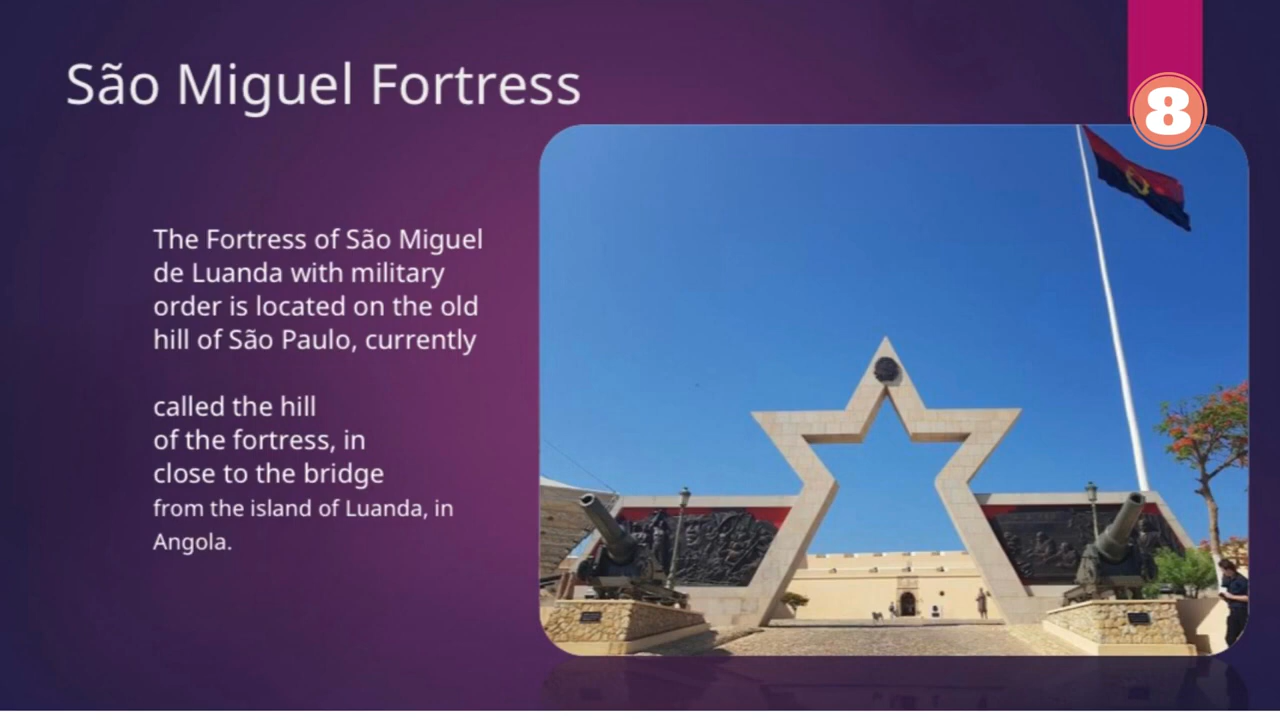 São Miguel Fortress
8
The Fortress of São Miguel
de Luanda with military
order is located on the old
hill of São Paulo, currently
called the hill
of the fortress, in
close to the bridge
from the island of Luanda, in
Angola.